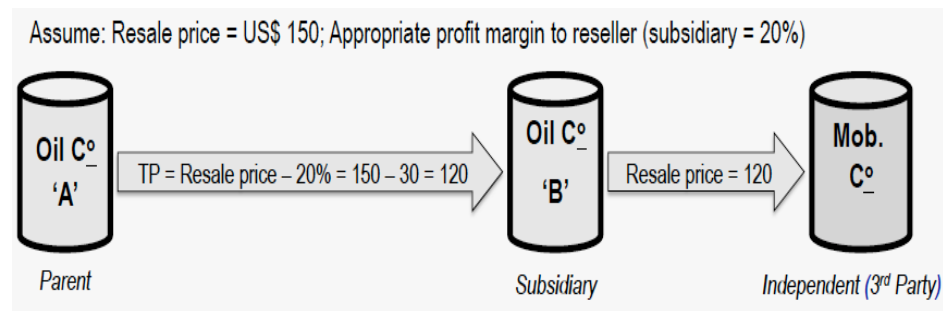 Assume: Resale price = US$ 150; Appropriate profit margin to reseller (subsidiary = 20%)
Oil Cº
‘A’
TP = Resale price – 20% = 150 – 30 = 120
Oil Cº
‘B’
Resale price = 120
Mob.
Cº
Parent
Subsidiary
Independent (3rd Party)